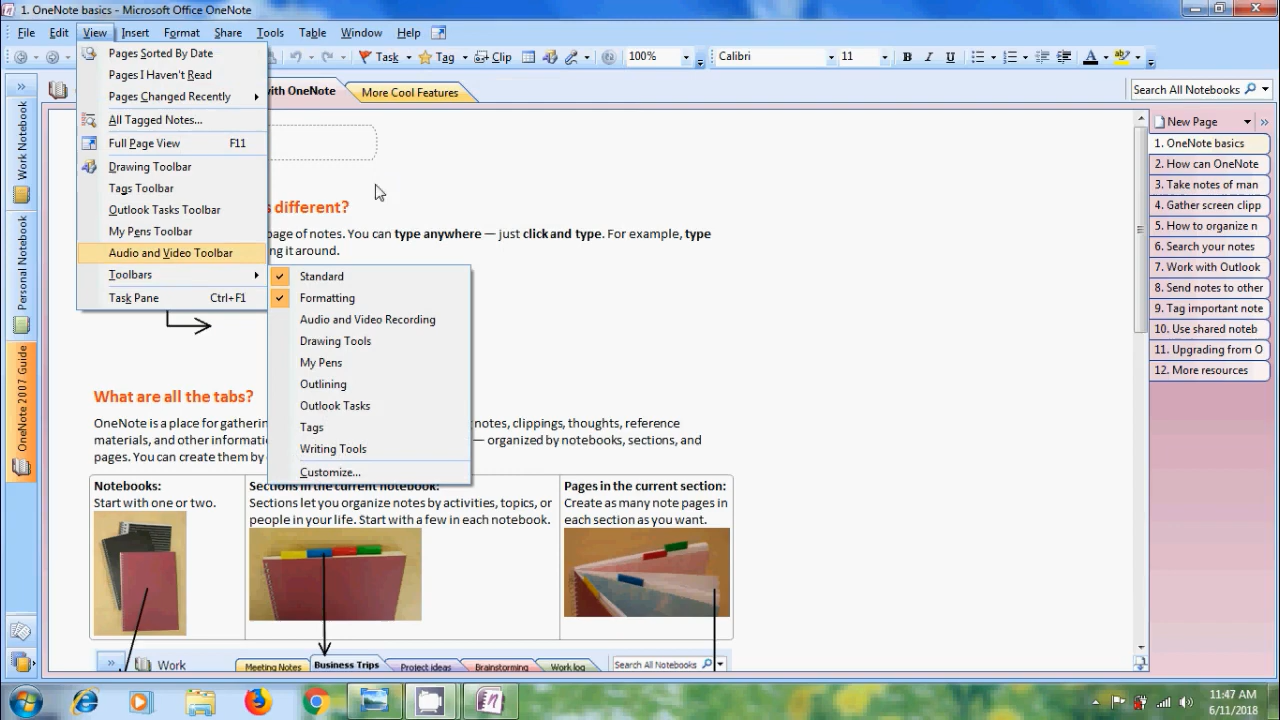 1. OneNote basics - Microsoft Office OneNote
File Edit View Insert Format Share Tools Table Window Help
Task Tag Clip 100% Calibri 11 B I U A ab
with OneNote More Cool Features Search All Notebooks
Pages Sorted By Date
Pages I Haven't Read
Pages Changed Recently
All Tagged Notes...
Full Page View F11
Drawing Toolbar
Tags Toolbar
Outlook Tasks Toolbar
My Pens Toolbar
Audio and Video Toolbar
Toolbars
Task Pane Ctrl+F1
Standard
Formatting
Audio and Video Recording
Drawing Tools
My Pens
Outlining
Outlook Tasks
Tags
Writing Tools
Customize...
Work Notebook
Personal Notebook
OneNote 2007 Guide
s different?
page of notes. You can type anywhere — just click and type. For example, type
ng it around.
What are all the tabs?
OneNote is a place for gatherin notes, clippings, thoughts, reference
materials, and other informatio — organized by notebooks, sections, and
pages. You can create them by
Notebooks:
Start with one or two.
Sections in the current notebook:
Sections let you organize notes by activities, topics, or
people in your life. Start with a few in each notebook.
Pages in the current section:
Create as many note pages in
each section as you want.
Work Meeting Notes Business Trips Project ideas Brainstorming Work log Search All Notebooks
New Page
1. OneNote basics
2. How can OneNote
3. Take notes of man
4. Gather screen clipp
5. How to organize n
6. Search your notes
7. Work with Outlook
8. Send notes to other
9. Tag important note
10. Use shared noteb
11. Upgrading from O
12. More resources
11:47 AM
6/11/2018